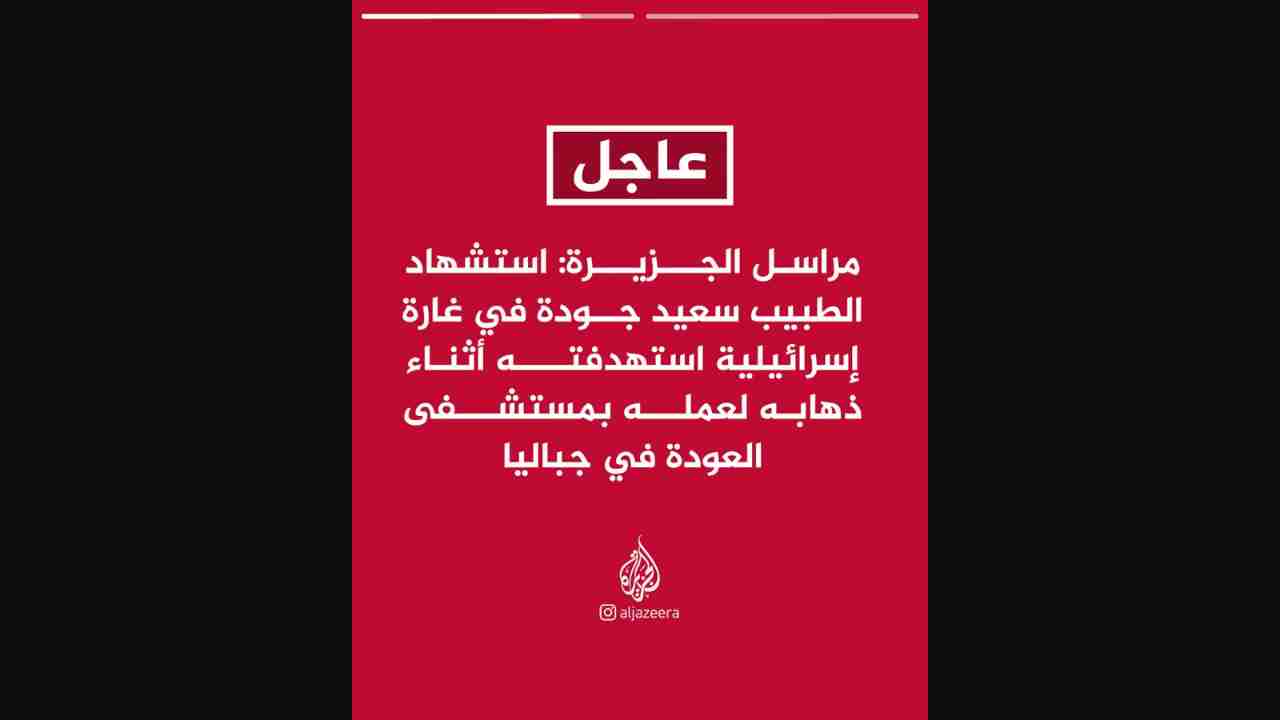 عاجل
مراسل الجزيرة: استشهاد
الطبيب سعيد جودة في غارة
إسرائيلية استهدفته أثناء
ذهابه لعمله بمستشفى
العودة في جباليا
الجزيرة
aljazeera